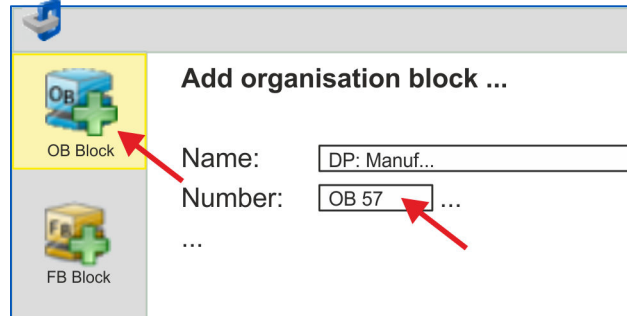 Add organisation block ...
OB
OB Block
Name: DP: Manuf...
Number: OB 57 ...
...
FB
FB Block